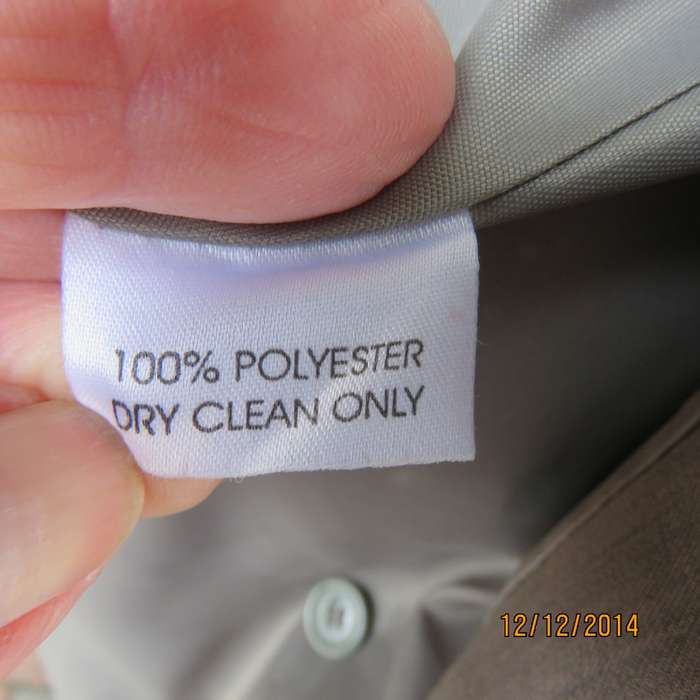 100% POLYESTER
DRY CLEAN ONLY
12/12/2014